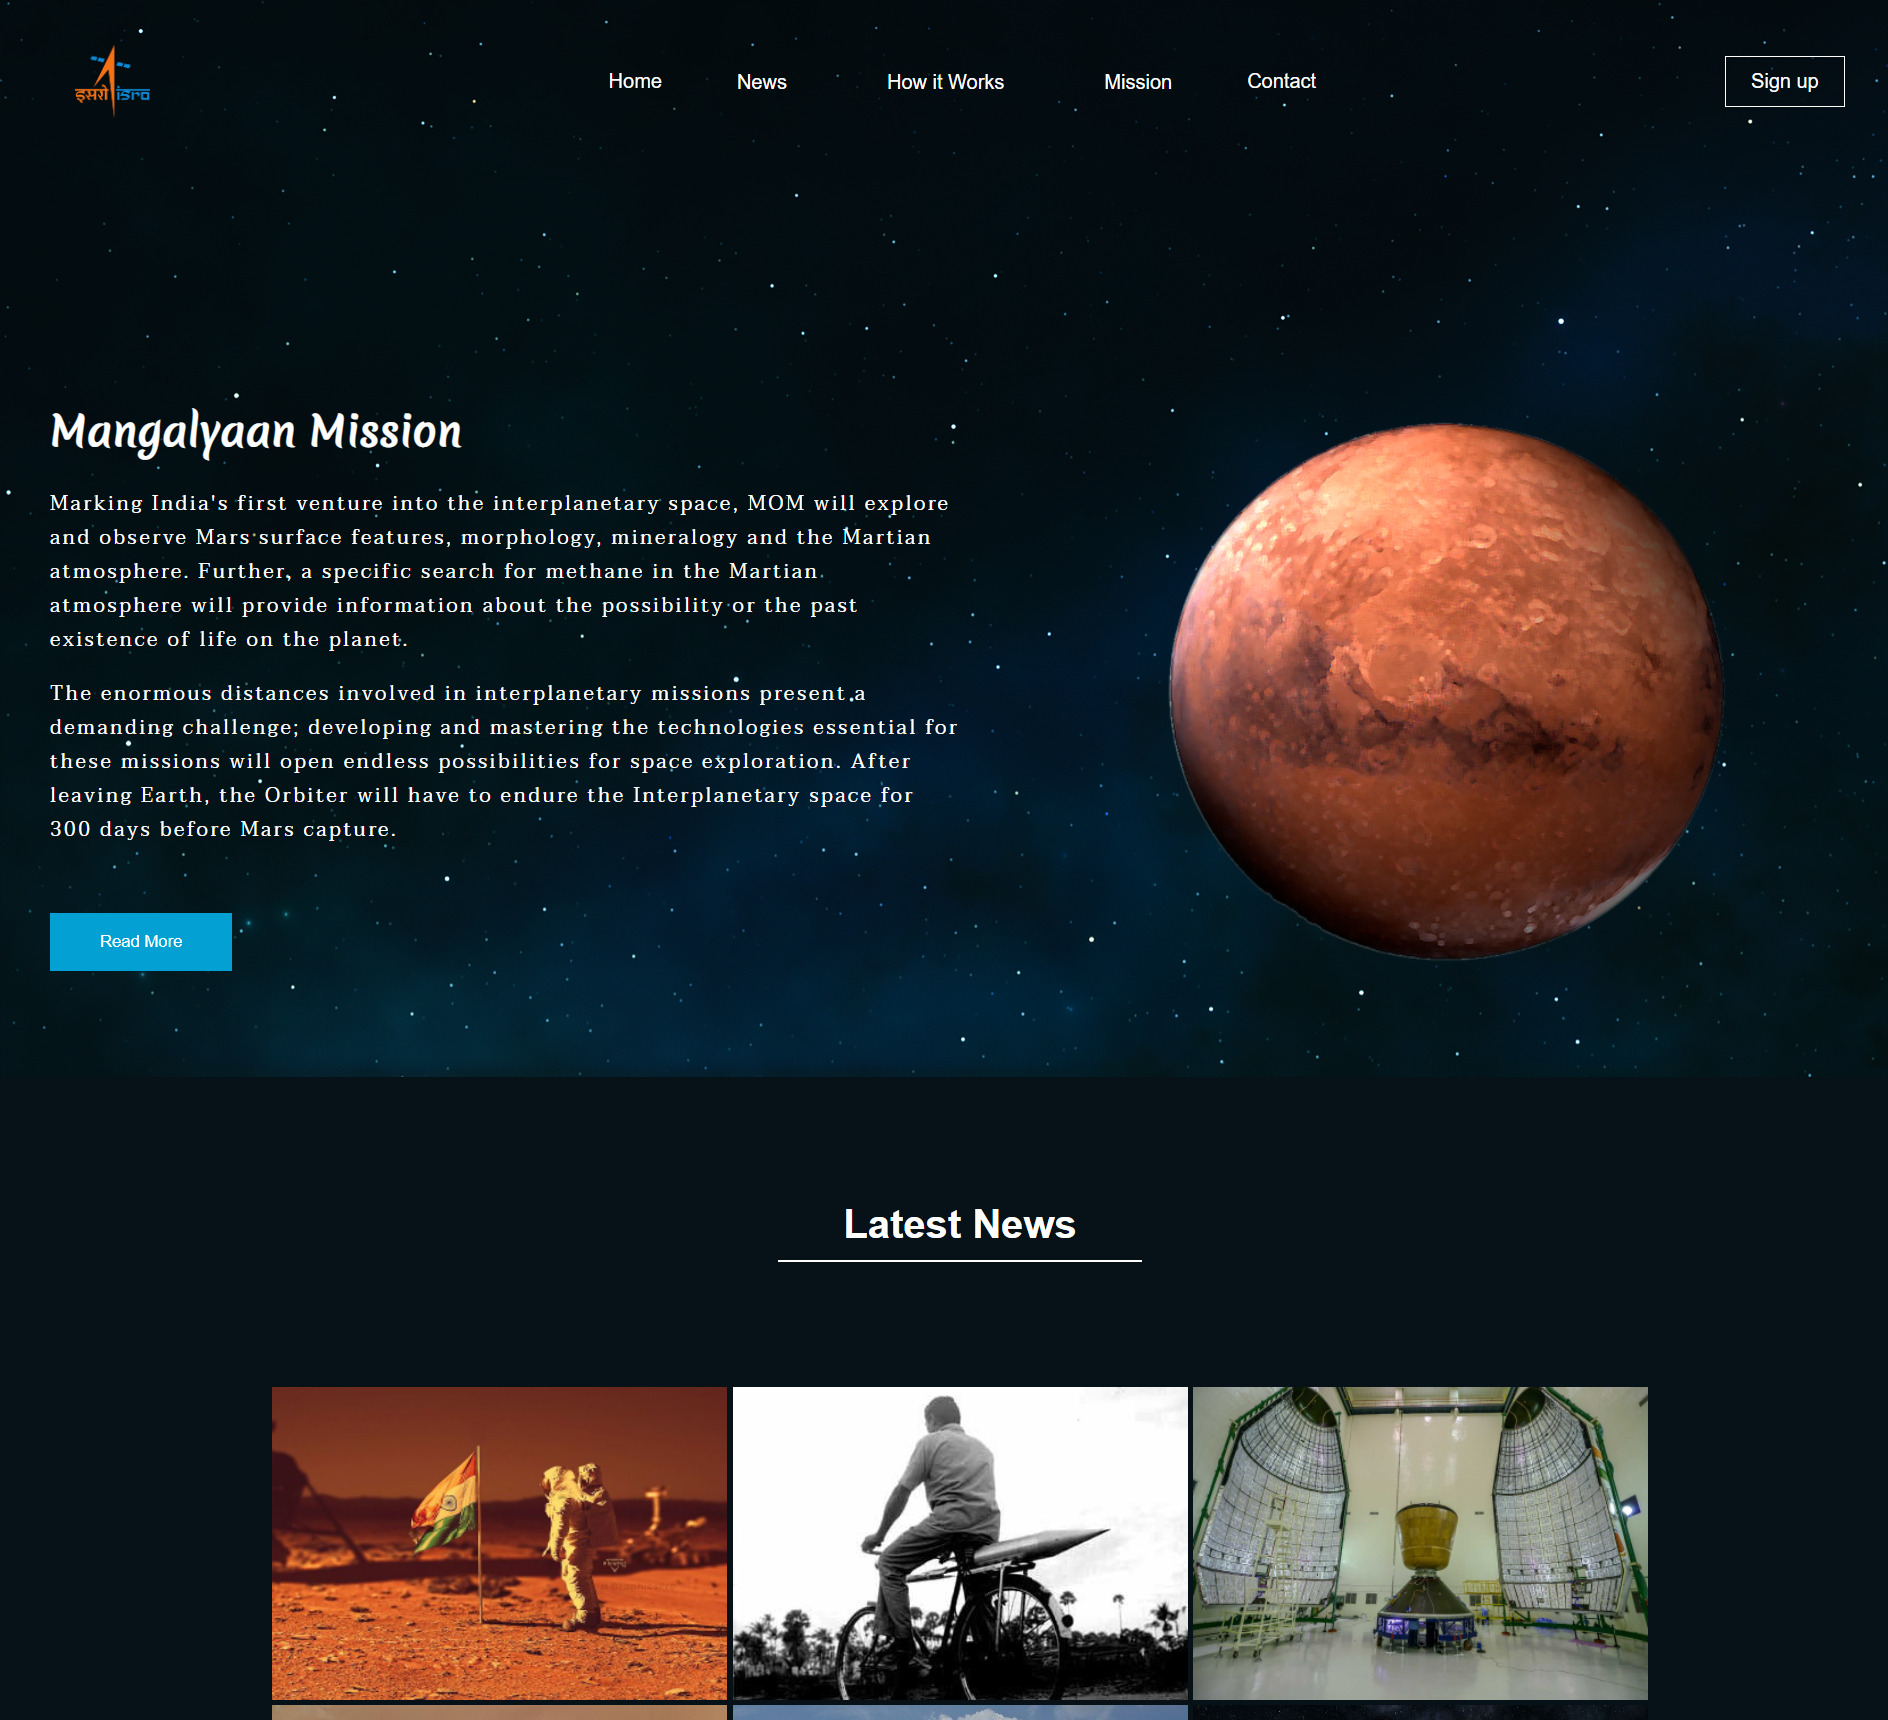 इसरो isro
Home
News
How it Works
Mission
Contact
Sign up
Mangalyaan Mission
Marking India's first venture into the interplanetary space, MOM will explore
and observe Mars surface features, morphology, mineralogy and the Martian
atmosphere. Further, a specific search for methane in the Martian
atmosphere will provide information about the possibility or the past
existence of life on the planet.
The enormous distances involved in interplanetary missions present a
demanding challenge; developing and mastering the technologies essential for
these missions will open endless possibilities for space exploration. After
leaving Earth, the Orbiter will have to endure the Interplanetary space for
300 days before Mars capture.
Read More
Latest News